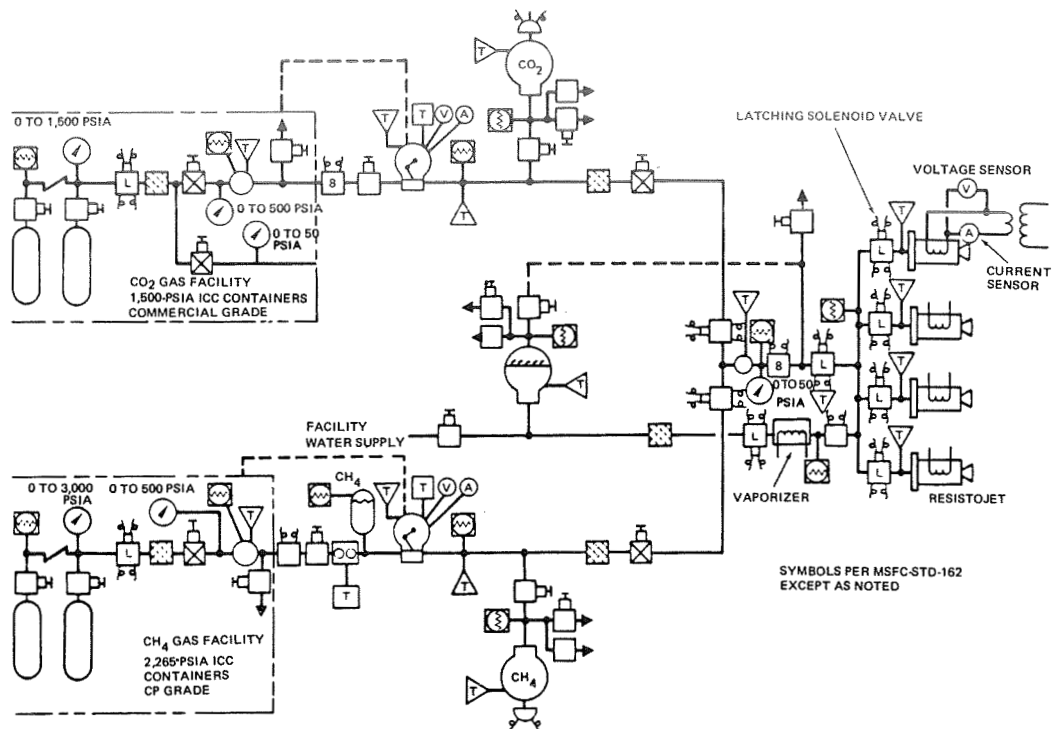 0 TO 1,500 PSIA
L
T
0 TO 500 PSIA
0 TO 50
PSIA
CO2 GAS FACILITY
1,500-PSIA ICC CONTAINERS
COMMERCIAL GRADE
8
T
T
V
A
T
T
CO2
LATCHING SOLENOID VALVE
VOLTAGE SENSOR
V
T
L
A
CURRENT
SENSOR
T
L
T
L
T
L
RESISTOJET
T
8
L
0 TO 50
PSIA
T
T
FACILITY
WATER SUPPLY
L
VAPORIZER
0 TO 3,000
PSIA
0 TO 500 PSIA
L
T
CH4 GAS FACILITY
2,265-PSIA ICC
CONTAINERS
CP GRADE
CH4
T
T
T
V
A
T
T
CH4
SYMBOLS PER MSFC-STD-162
EXCEPT AS NOTED